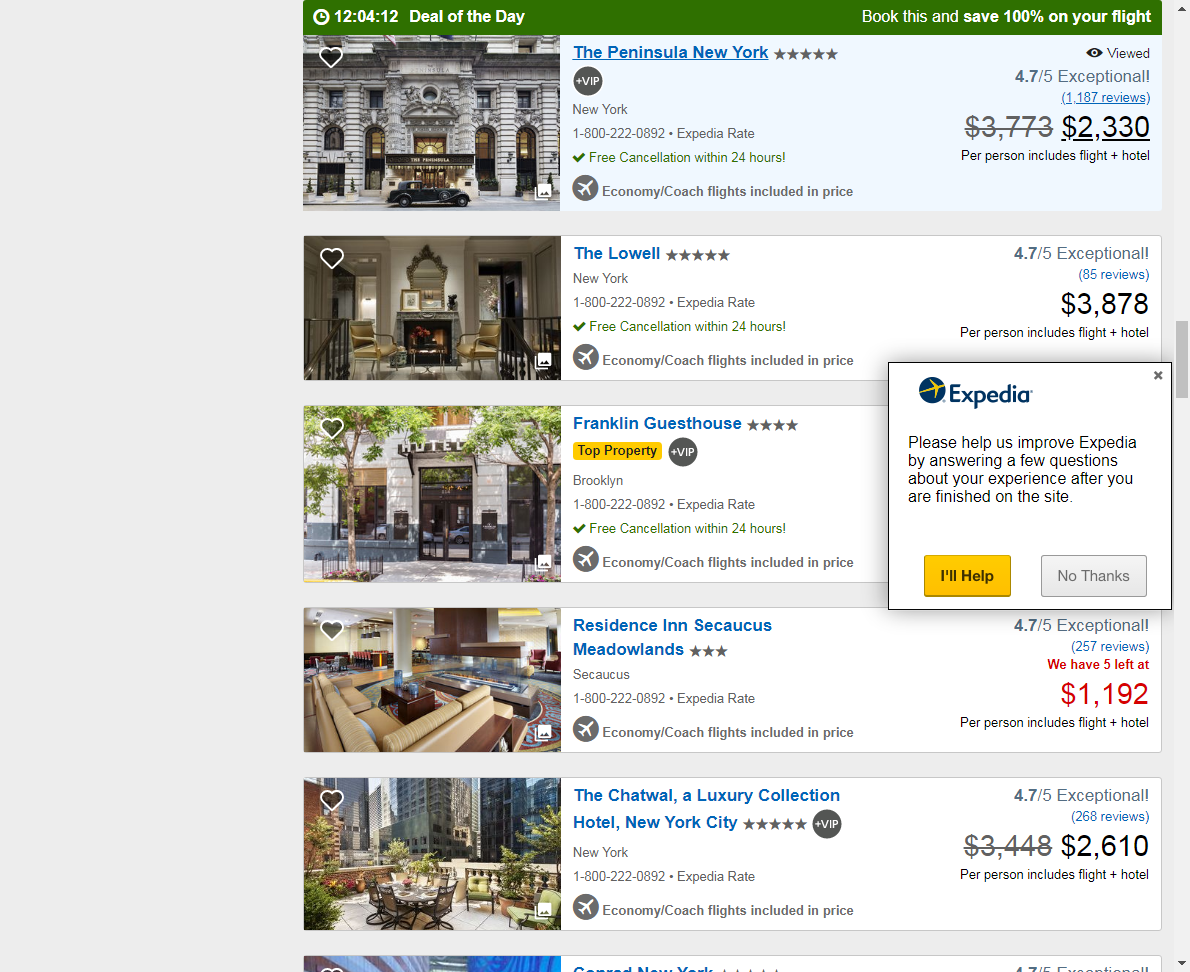 12:04:12 Deal of the Day
Book this and save 100% on your flight
The Peninsula New York
Viewed
+VIP
4.7/5 Exceptional!
(1,187 reviews)
New York
$3,773 $2,330
1-800-222-0892 • Expedia Rate
Per person includes flight + hotel
Free Cancellation within 24 hours!
Economy/Coach flights included in price
THE PENINSULA
The Lowell
4.7/5 Exceptional!
New York
(85 reviews)
1-800-222-0892 • Expedia Rate
$3,878
Free Cancellation within 24 hours!
Per person includes flight + hotel
Economy/Coach flights included in price
Franklin Guesthouse
Top Property +VIP
Brooklyn
1-800-222-0892 • Expedia Rate
Free Cancellation within 24 hours!
Economy/Coach flights included in price
HOTEL
Expedia
Please help us improve Expedia
by answering a few questions
about your experience after you
are finished on the site.
I'll Help
No Thanks
Residence Inn Secaucus
Meadowlands
4.7/5 Exceptional!
(257 reviews)
We have 5 left at
Secaucus
$1,192
1-800-222-0892 • Expedia Rate
Per person includes flight + hotel
Economy/Coach flights included in price
The Chatwal, a Luxury Collection
Hotel, New York City +VIP
4.7/5 Exceptional!
(268 reviews)
New York
$3,448 $2,610
1-800-222-0892 • Expedia Rate
Per person includes flight + hotel
Economy/Coach flights included in price
Conrad New York
4.7/5 Exceptional!